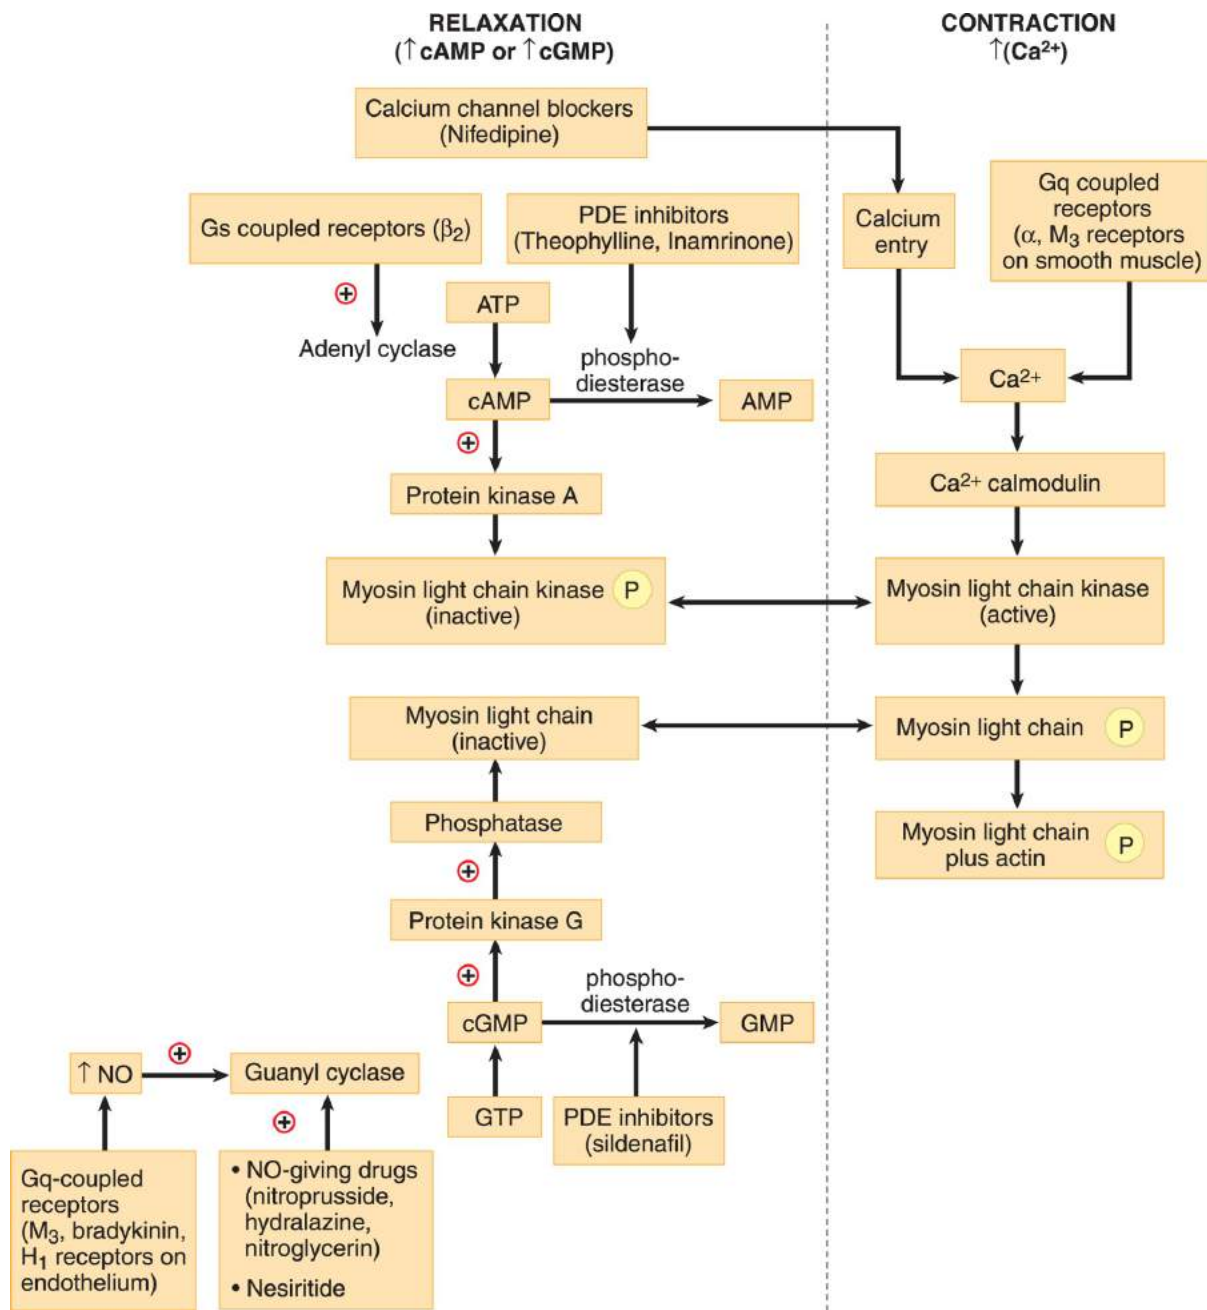 RELAXATION
(↑cAMP or ↑cGMP)
CONTRACTION
↑(Ca²⁺)
Calcium channel blockers
(Nifedipine)
Gs coupled receptors (β₂)
PDE inhibitors
(Theophylline, Inamrinone)
Calcium
entry
Gq coupled
receptors
(α, M₃ receptors
on smooth muscle)
+
ATP
Adenyl cyclase
phospho-
diesterase
cAMP
AMP
Ca²⁺
+
Protein kinase A
Ca²⁺ calmodulin
Myosin light chain kinase P
(inactive)
Myosin light chain kinase
(active)
Myosin light chain
(inactive)
Myosin light chain P
Phosphatase
Myosin light chain P
plus actin
+
Protein kinase G
+
phospho-
diesterase
cGMP
GMP
↑ NO
+
Guanyl cyclase
+
GTP
PDE inhibitors
(sildenafil)
Gq-coupled
receptors
(M₃, bradykinin,
H₁ receptors on
endothelium)
• NO-giving drugs
(nitroprusside,
hydralazine,
nitroglycerin)
• Nesiritide